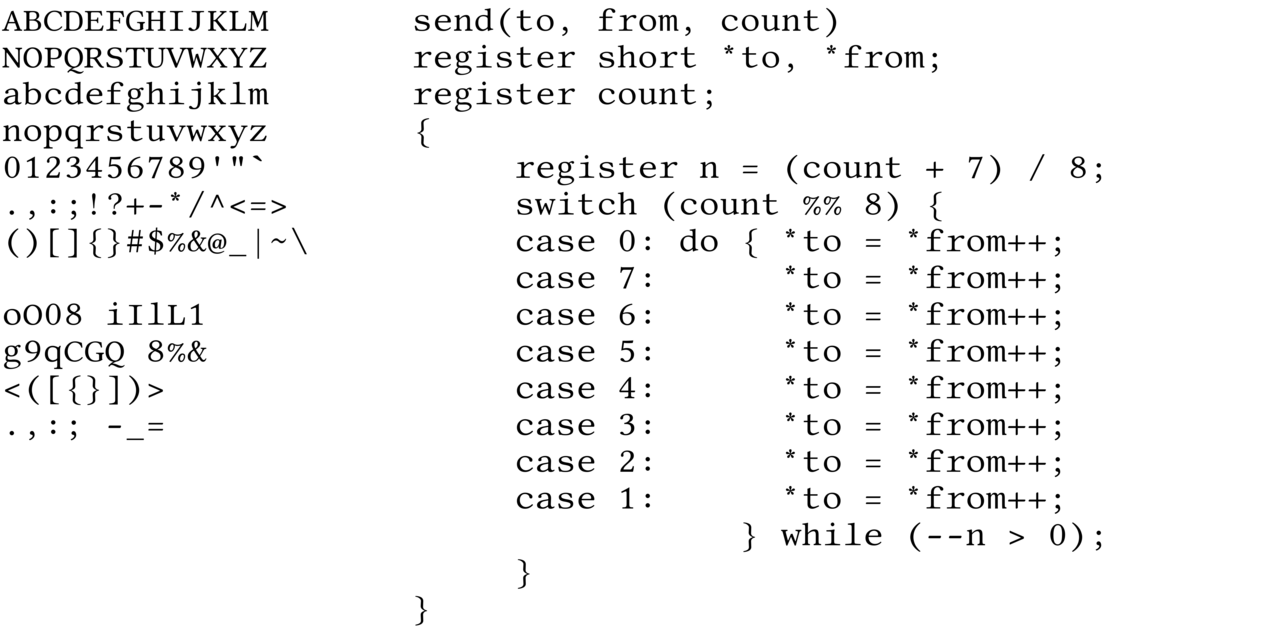 ABCDEFGHIJKLM
NOPQRSTUVWXYZ
abcdefghijklm
nopqrstuvwxyz
0123456789'"`
.,:;!?+-*/^<=>
()[]{}#$%&@_|~\
oO08 iIlL1
g9qCGQ 8%&
<([{}])>
.,:; -_=
send(to, from, count)
register short *to, *from;
register count;
{
     register n = (count + 7) / 8;
     switch (count %% 8) {
     case 0: do { *to = *from++;
     case 7:      *to = *from++;
     case 6:      *to = *from++;
     case 5:      *to = *from++;
     case 4:      *to = *from++;
     case 3:      *to = *from++;
     case 2:      *to = *from++;
     case 1:      *to = *from++;
                } while (--n > 0);
     }
}